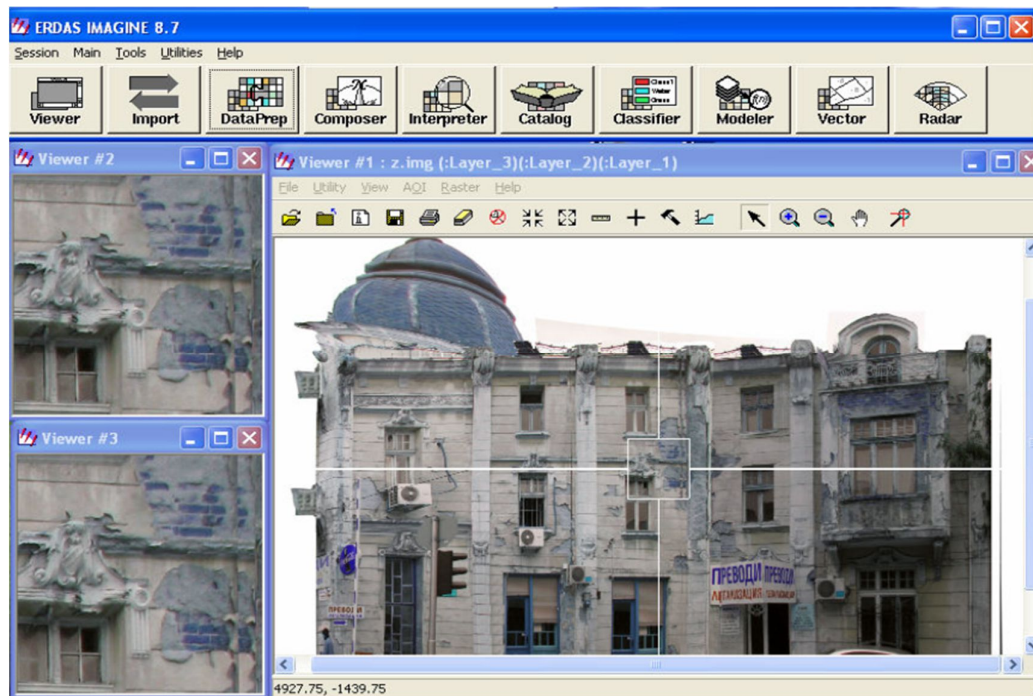 ERDAS IMAGINE 8.7
Session Main Tools Utilities Help
Viewer Import DataPrep Composer Interpreter Catalog Classifier Modeler Vector Radar
Viewer #2
Viewer #1 : z.img (:Layer_3)(:Layer_2)(:Layer_1)
File Utility View AOI Raster Help
Viewer #3
ПРЕВОДИ ПРЕВОДИ
ЛЕГАЛИЗАЦИЯ
ПРЕВОДИ
4927.75, -1439.75